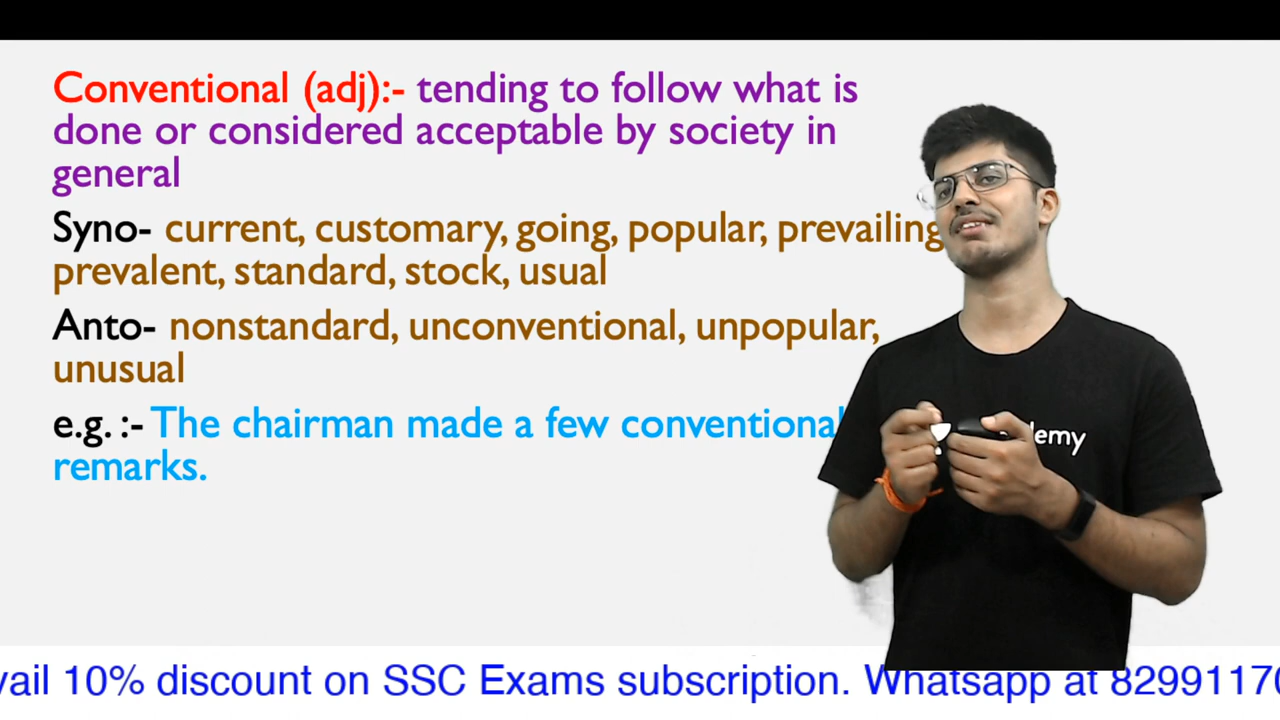 Conventional (adj):- tending to follow what is
done or considered acceptable by society in
general
Syno- current, customary, going, popular, prevailing
prevalent, standard, stock, usual
Anto- nonstandard, unconventional, unpopular,
unusual
e.g. :- The chairman made a few conventional
remarks.
demy
vail 10% discount on SSC Exams subscription. Whatsapp at 82991170